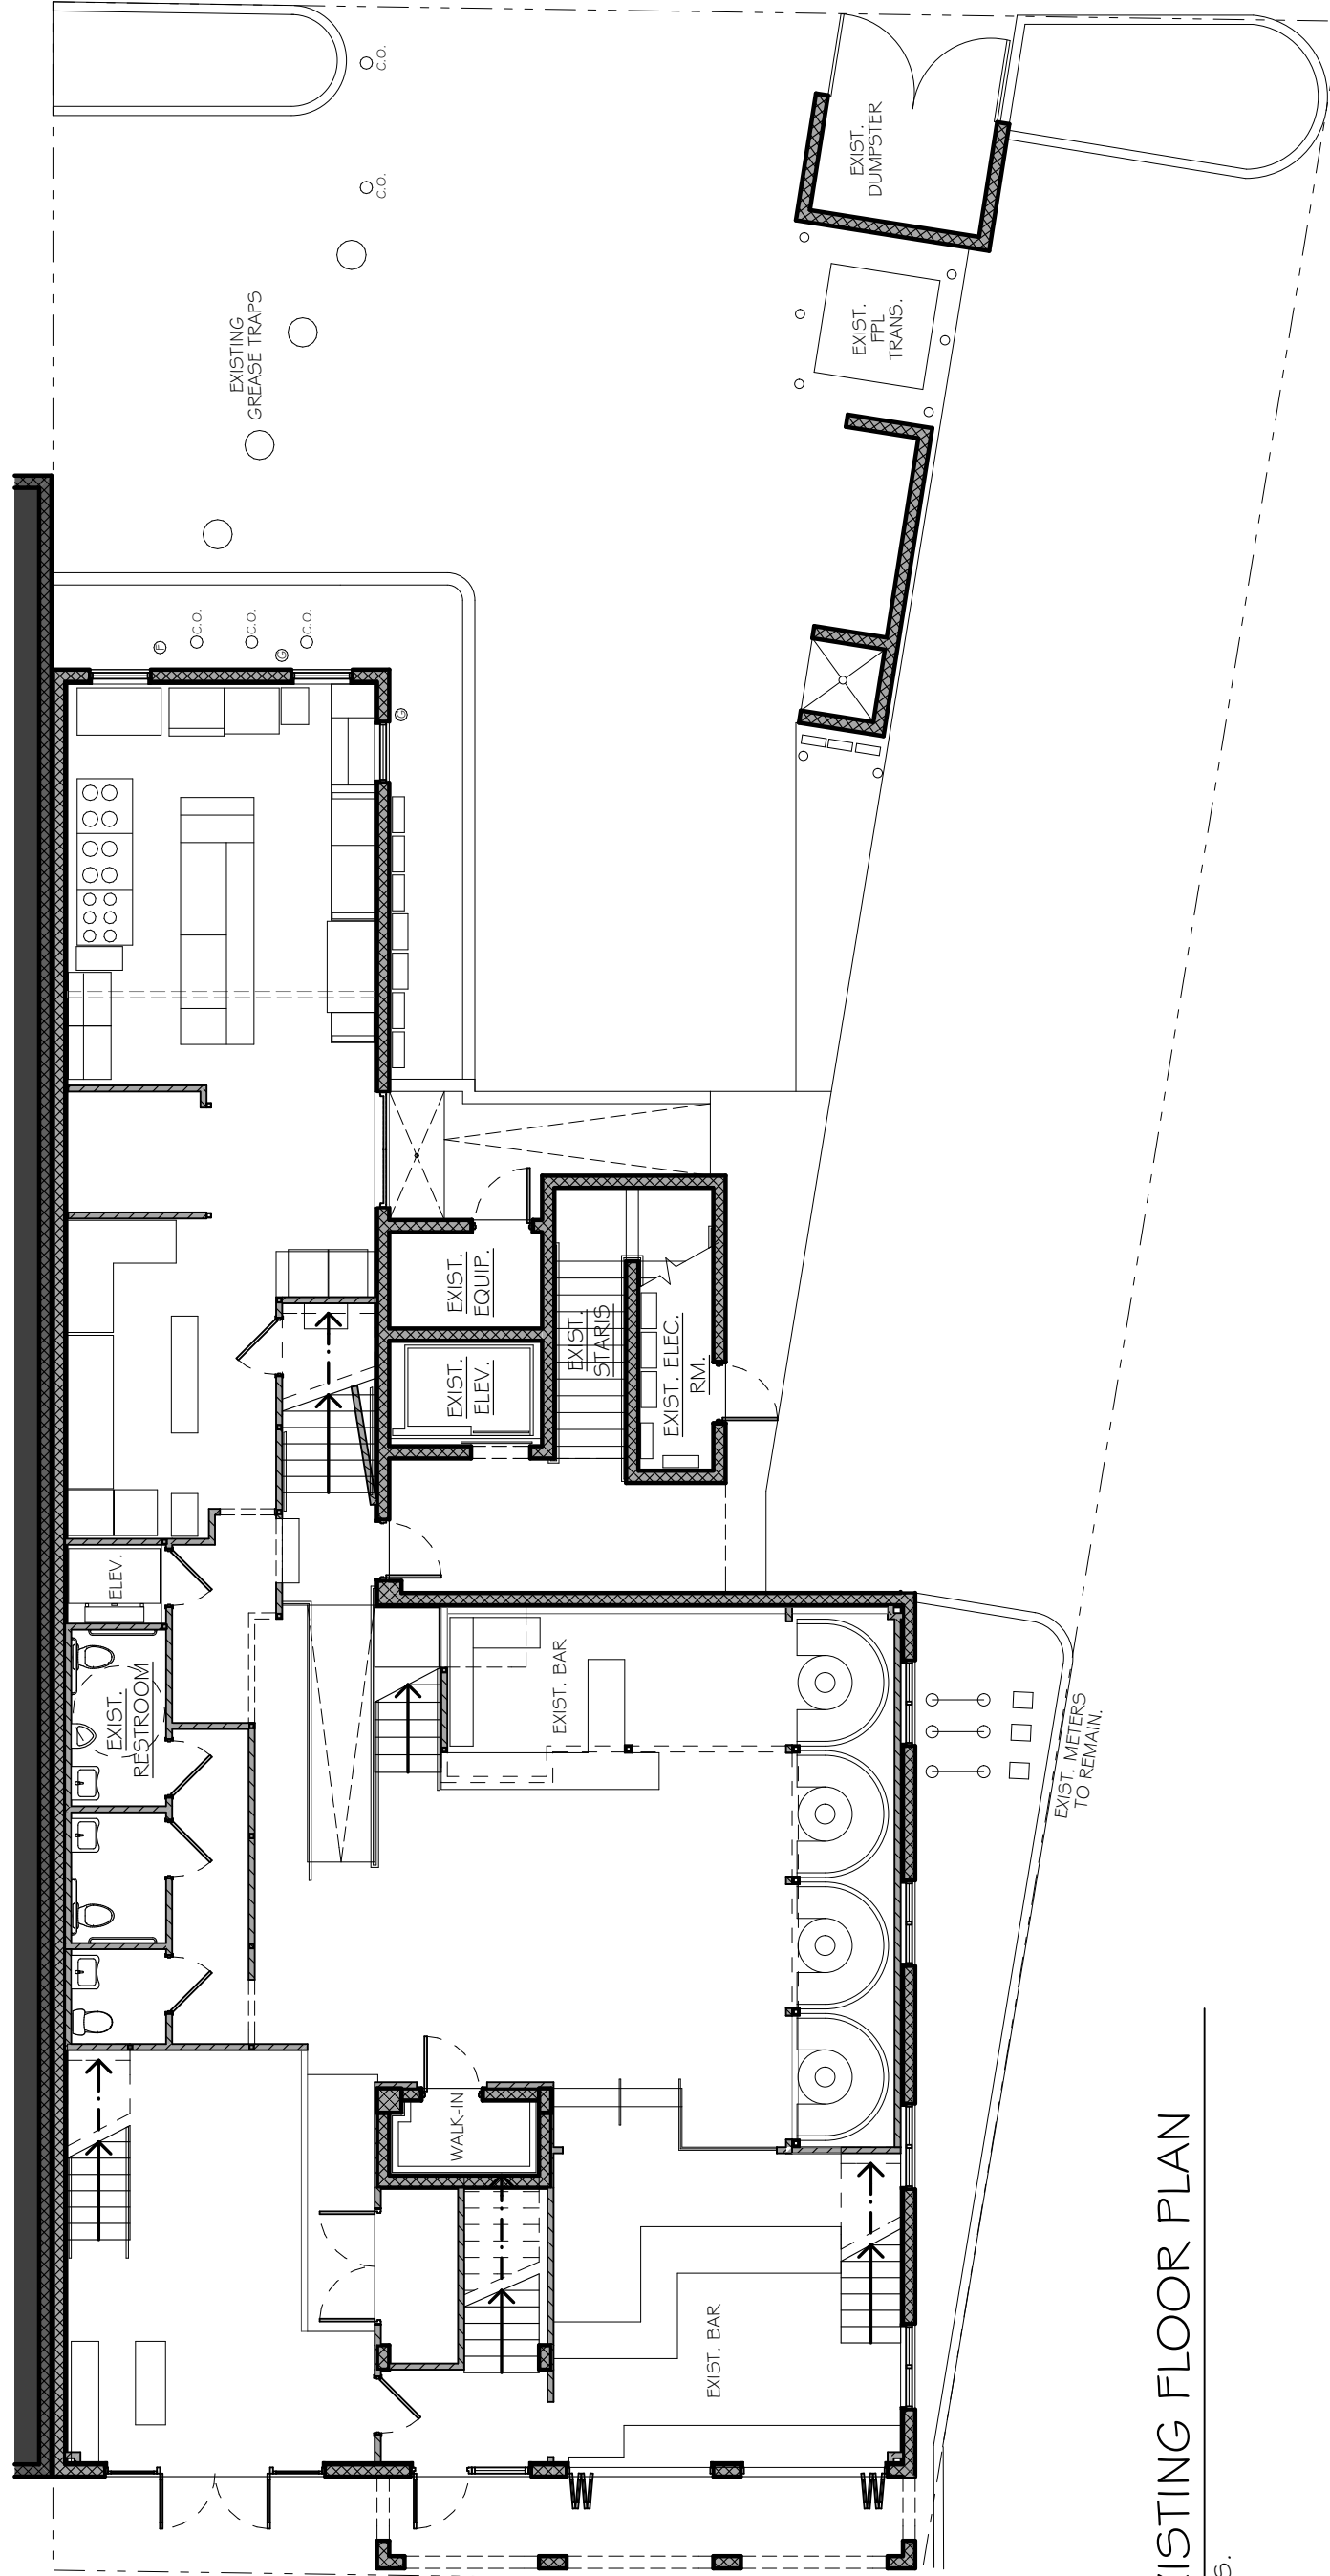 C.O.
C.O.
EXISTING
GREASE TRAPS
EXIST.
DUMPSTER
EXIST.
FPL
TRANS.
F
C.O.
C.O.
G
C.O.
G
EXIST.
EQUIP.
EXIST.
ELEV.
EXIST.
STARIS
EXIST. ELEC.
RM.
ELEV.
EXIST.
RESTROOM
EXIST. BAR
EXIST. METERS
TO REMAIN.
WALK-IN
EXIST. BAR
ISTING FLOOR PLAN
S.